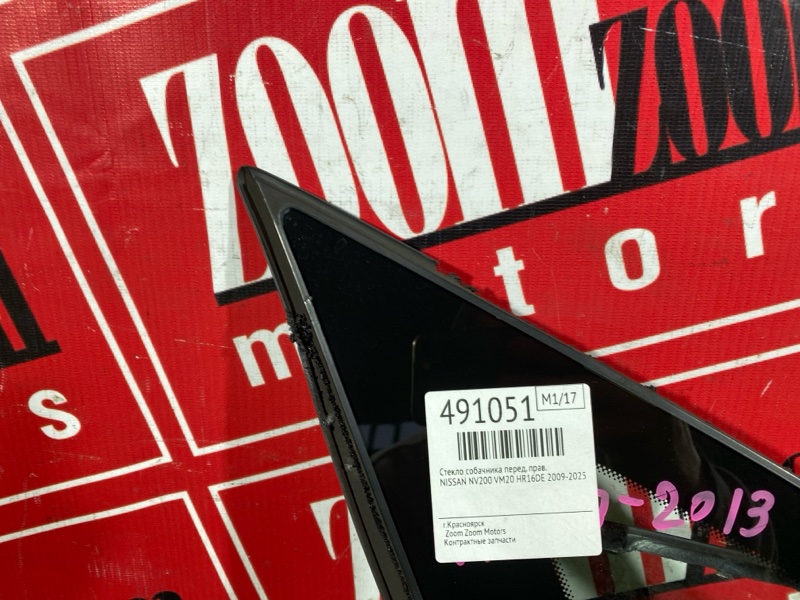 zoom zoom
motor
s
491051
M1/17
Стекло собачника перед. прав.
NISSAN NV200 VM20 HR16DE 2009-2025
г.Красноярск
Zoom Zoom Motors
Контрактные запчасти
-2013
zoom